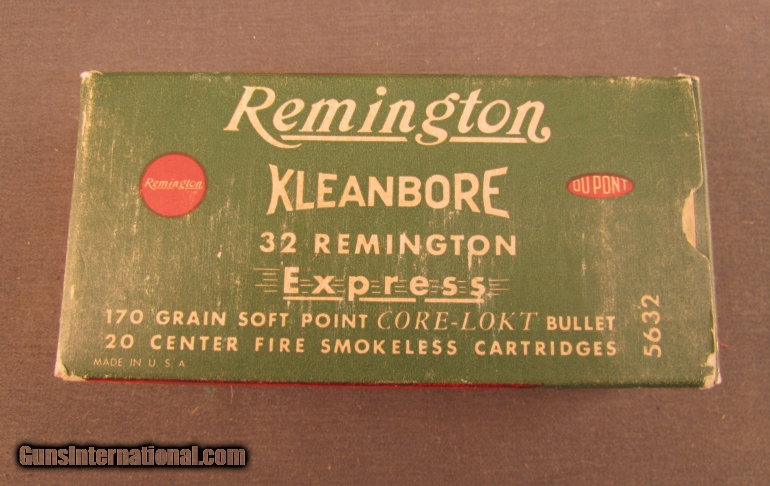 Remington
Remington
KLEANBORE
DU PONT
32 REMINGTON
Express
170 GRAIN SOFT POINT CORE-LOKT BULLET
20 CENTER FIRE SMOKELESS CARTRIDGES
5632
MADE IN U.S.A
GunsInternational.com